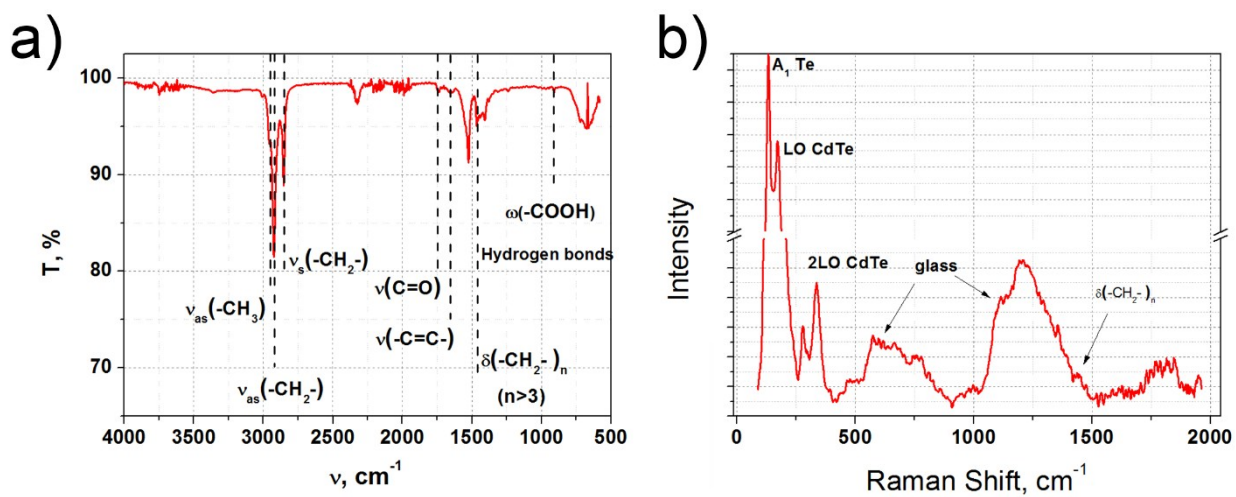 a)
100
90
80
70
T, %
4000 3500 3000 2500 2000 1500 1000 500
ν, cm⁻¹
νₐₛ(-CH₃)
νₐₛ(-CH₂-)
νₛ(-CH₂-)
ν(C=O)
ν(-C=C-)
ω(-COOH)
Hydrogen bonds
δ(-CH₂-)ₙ
(n>3)
b)
A₁ Te
LO CdTe
2LO CdTe
glass
δ(-CH₂-)ₙ
Intensity
0 500 1000 1500 2000
Raman Shift, cm⁻¹